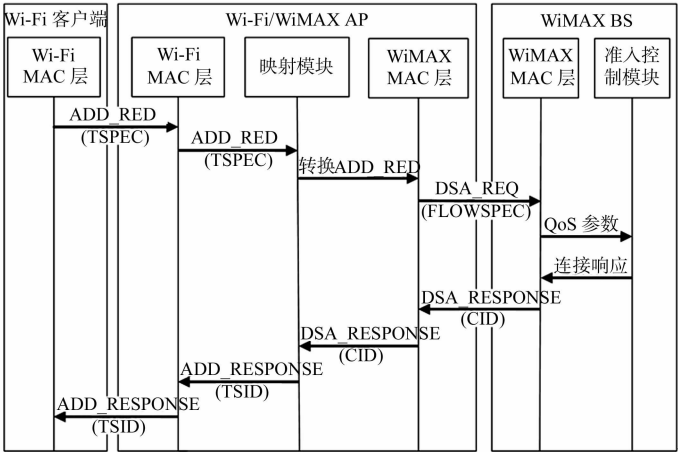 Wi-Fi 客户端
Wi-Fi/WiMAX AP
WiMAX BS
Wi-Fi
MAC 层
Wi-Fi
MAC 层
映射模块
WiMAX
MAC 层
WiMAX
MAC 层
准入控
制模块
ADD_RED
(TSPEC)
ADD_RED
(TSPEC)
转换ADD_RED
DSA_REQ
(FLOWSPEC)
QoS 参数
连接响应
DSA_RESPONSE
(CID)
DSA_RESPONSE
(CID)
ADD_RESPONSE
(TSID)
ADD_RESPONSE
(TSID)